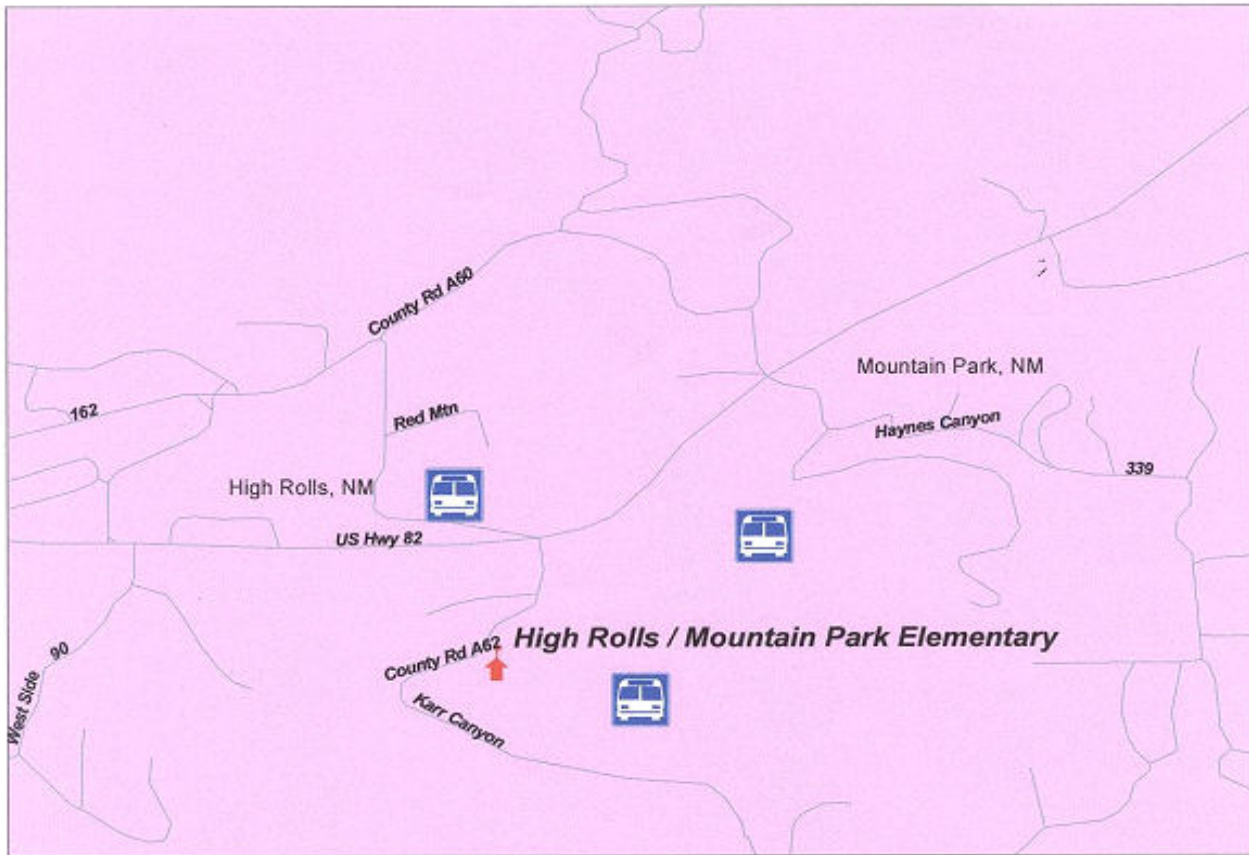 County Rd A60
Mountain Park, NM
162
Red Mtn
Haynes Canyon
339
High Rolls, NM
US Hwy 82
High Rolls / Mountain Park Elementary
County Rd A62
90
West Side
Karr Canyon